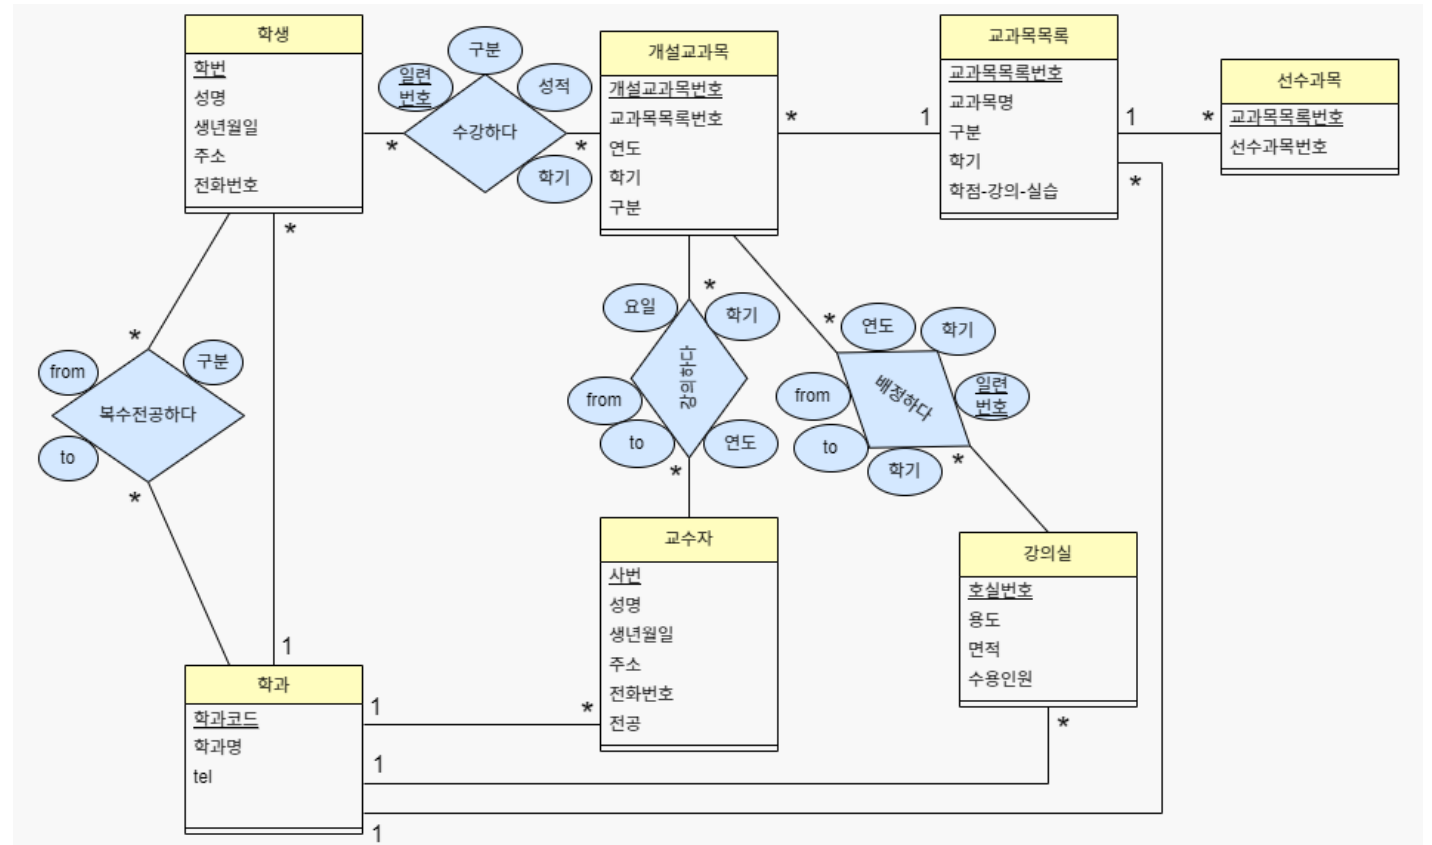 학생
학번
성명
생년월일
주소
전화번호
구분
일련
번호
성적
수강하다
학기
*
*
개설교과목
개설교과목번호
교과목목록번호
연도
학기
구분
*
1
교과목목록
교과목목록번호
교과목명
구분
학기
학점-강의-실습
1
*
*
선수과목
교과목목록번호
선수과목번호
*
*
from
구분
복수전공하다
to
*
1
*
요일
학기
강의하다
from
to
연도
*
*
연도
학기
배정하다
from
일련
번호
to
학기
*
교수자
사번
성명
생년월일
주소
전화번호
전공
강의실
호실번호
용도
면적
수용인원
*
학과
학과코드
학과명
tel
1
*
1
1